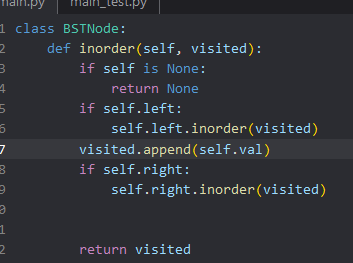 main.py main_test.py
1 class BSTNode:
2 def inorder(self, visited):
3 if self is None:
4 return None
5 if self.left:
6 self.left.inorder(visited)
7 visited.append(self.val)
8 if self.right:
9 self.right.inorder(visited)
0
1
2 return visited